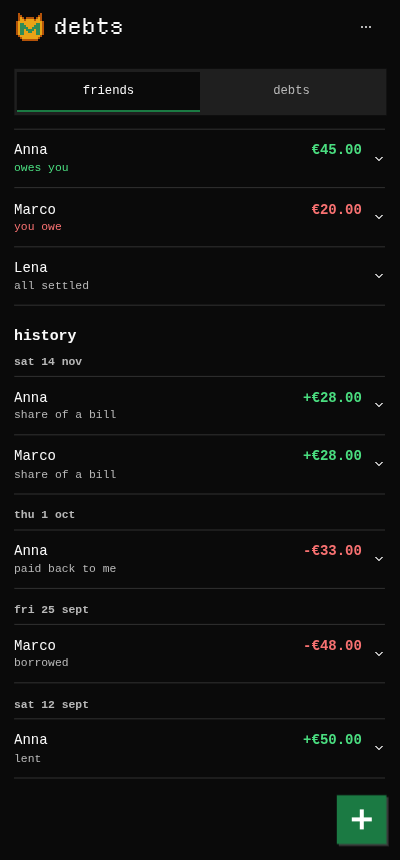 debts
...
friends
debts
Anna
€45.00
owes you
Marco
€20.00
you owe
Lena
all settled
history
sat 14 nov
Anna
+€28.00
share of a bill
Marco
+€28.00
share of a bill
thu 1 oct
Anna
-€33.00
paid back to me
fri 25 sept
Marco
-€48.00
borrowed
sat 12 sept
Anna
+€50.00
lent
+